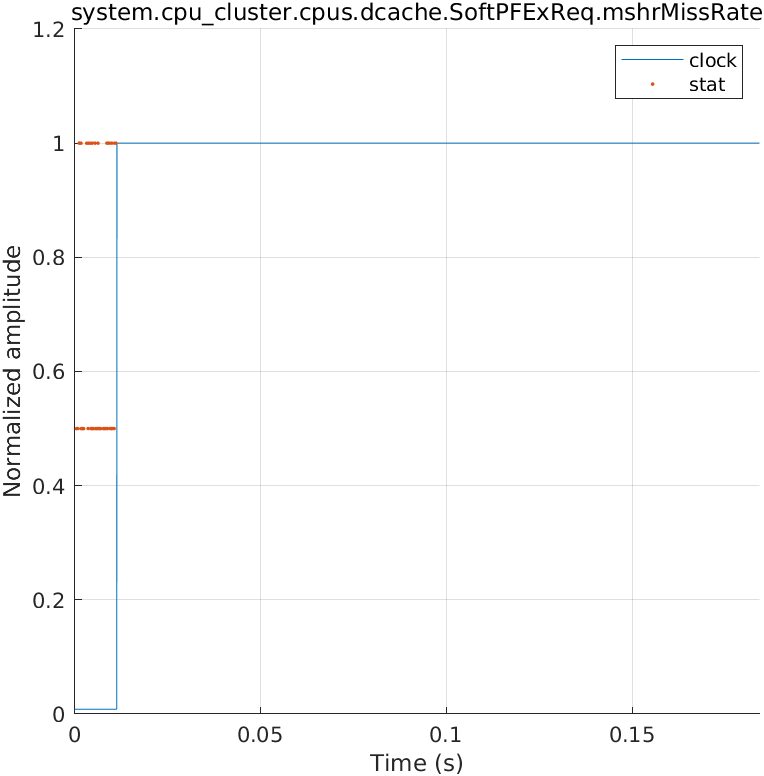 system.cpu_cluster.cpus.dcache.SoftPFExReq.mshrMissRate
1.2
clock
stat
1
0.8
Normalized amplitude
0.6
0.4
0.2
0
0 0.05 0.1 0.15
Time (s)